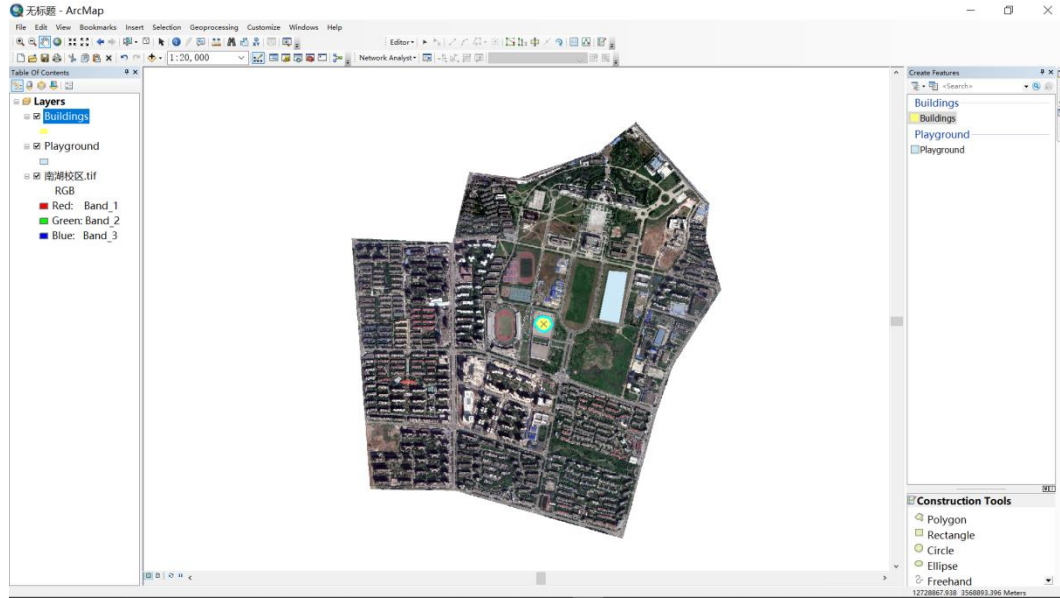 无标题 - ArcMap
File Edit View Bookmarks Insert Selection Geoprocessing Customize Windows Help
Editor
1:20,000
Network Analyst
Table Of Contents
Layers
Buildings
Playground
南湖校区.tif
RGB
Red: Band_1
Green: Band_2
Blue: Band_3
Create Features
<Search>
Buildings
Buildings
Playground
Playground
Construction Tools
Polygon
Rectangle
Circle
Ellipse
Freehand
12728867.938 3568893.396 Meters